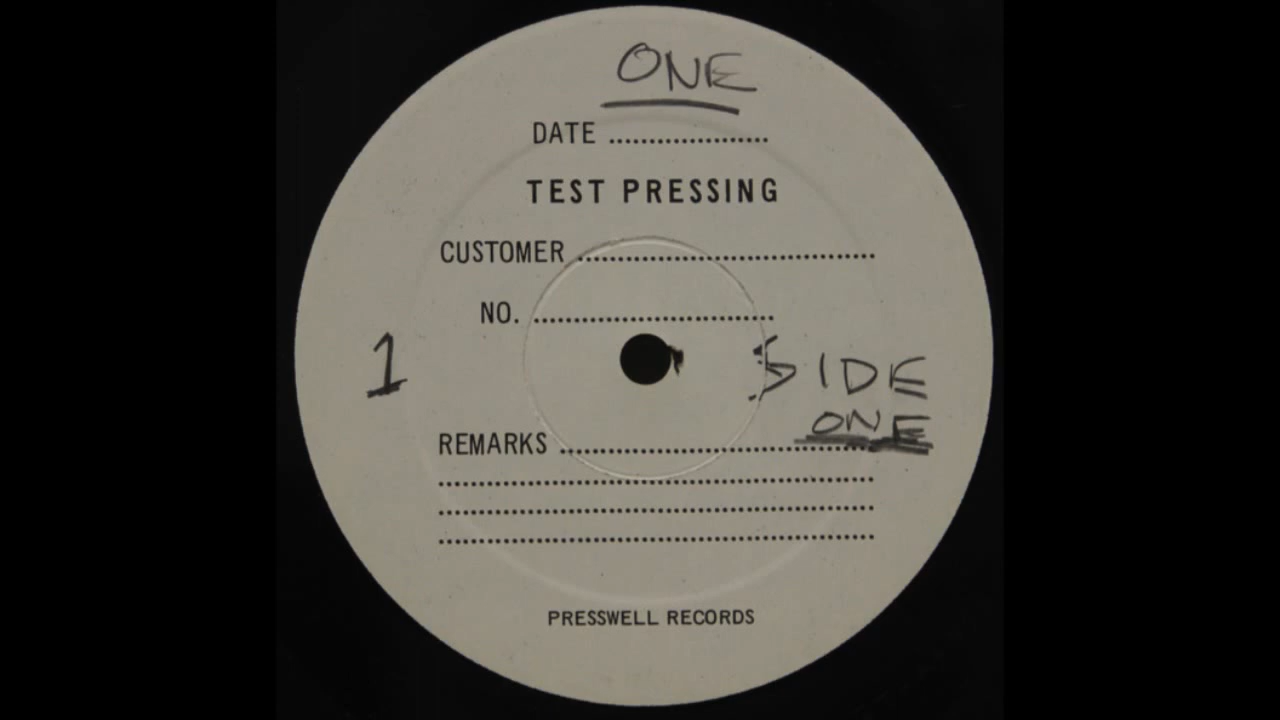 ONE
DATE ...................
TEST PRESSING
CUSTOMER ...................................
NO. ............................
1 SIDE
ONE
REMARKS .....................................
....................................................
....................................................
....................................................
PRESSWELL RECORDS